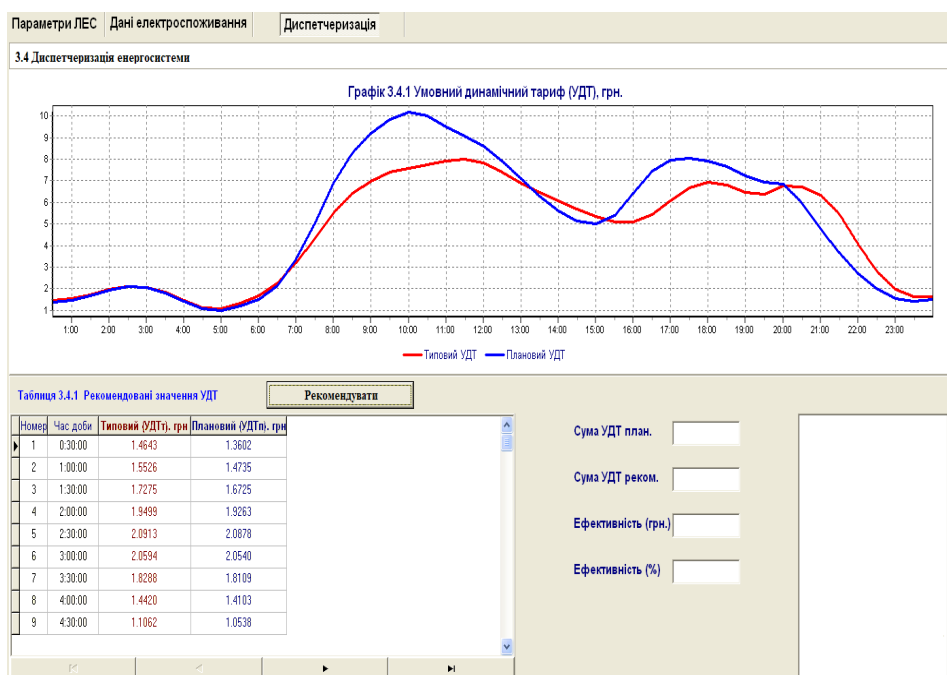 Параметри ЛЕС Дані електроспоживання Диспетчеризація
3.4 Диспетчеризація енергосистеми
Графік 3.4.1 Умовний динамічний тариф (УДТ), грн.
10
9
8
7
6
5
4
3
2
1
1:00 2:00 3:00 4:00 5:00 6:00 7:00 8:00 9:00 10:00 11:00 12:00 13:00 14:00 15:00 16:00 17:00 18:00 19:00 20:00 21:00 22:00 23:00
Типовий УДТ Плановий УДТ
Таблиця 3.4.1 Рекомендовані значення УДТ Рекомендувати
Номер Час доби Типовий (УДТт). грн Плановий (УДТп). грн
1 0:30:00 1.4643 1.3602
2 1:00:00 1.5526 1.4735
3 1:30:00 1.7275 1.6725
4 2:00:00 1.9499 1.9263
5 2:30:00 2.0913 2.0878
6 3:00:00 2.0594 2.0540
7 3:30:00 1.8288 1.8109
8 4:00:00 1.4420 1.4103
9 4:30:00 1.1062 1.0538
Сума УДТ план.
Сума УДТ реком.
Ефективність (грн.)
Ефективність (%)